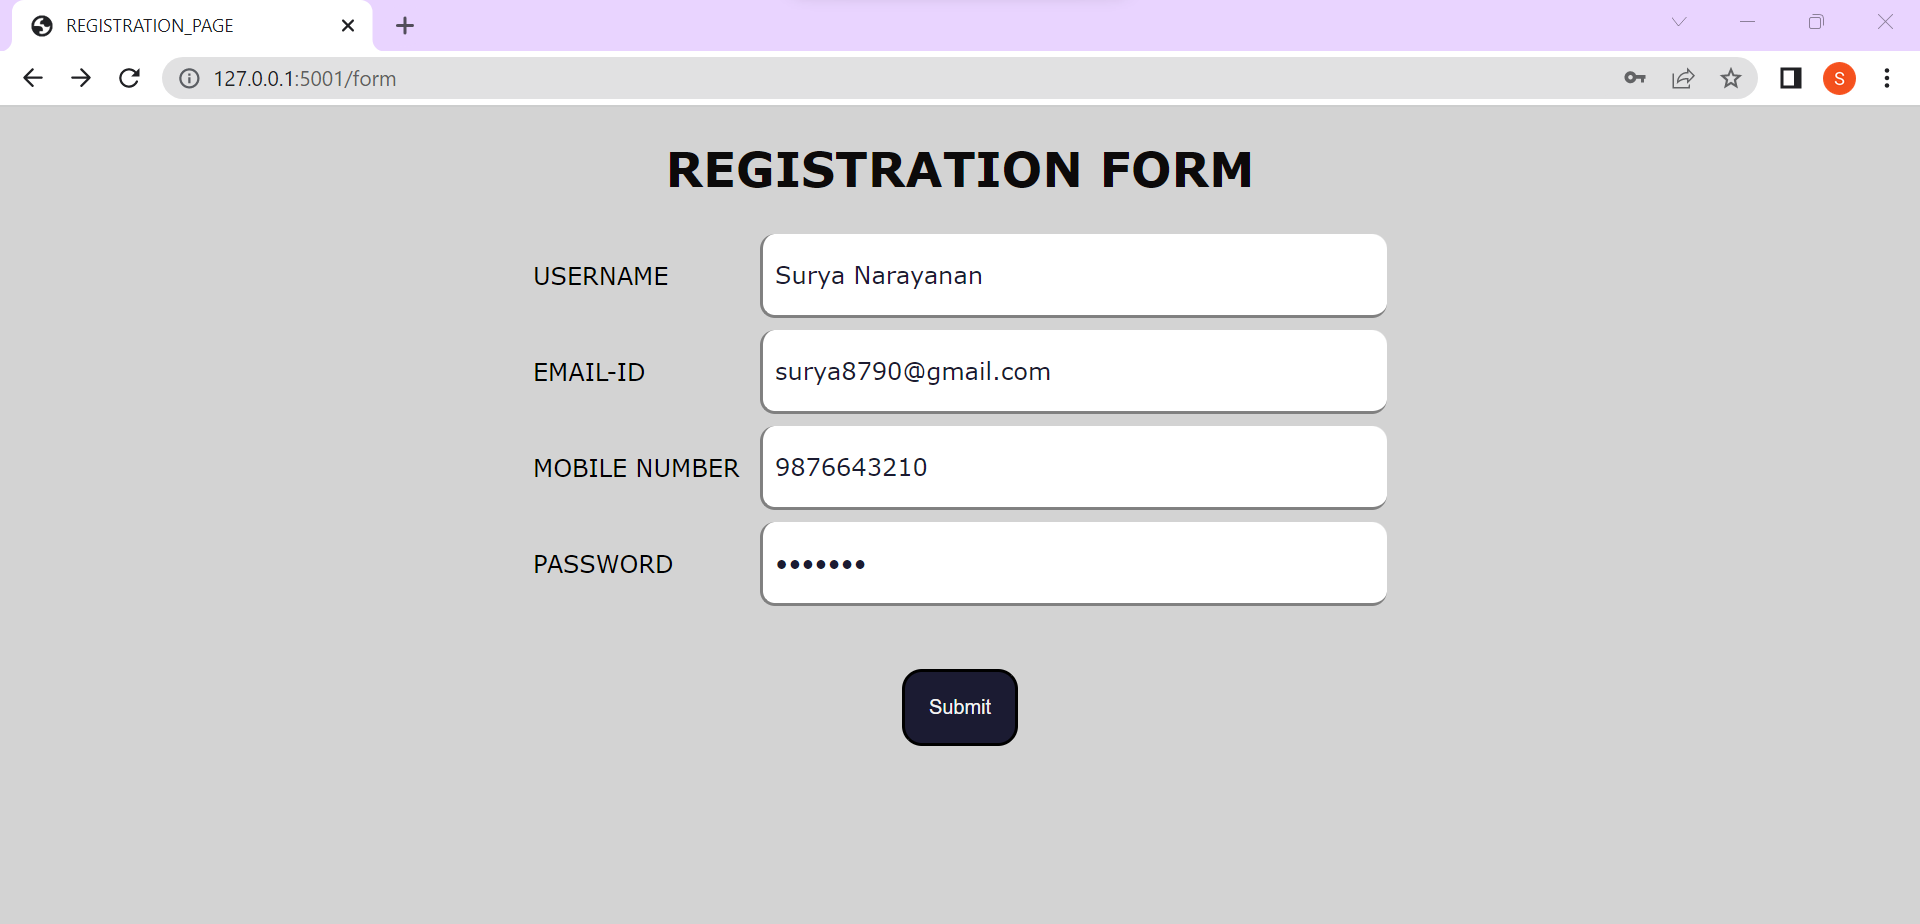 REGISTRATION_PAGE
127.0.0.1:5001/form
S
REGISTRATION FORM
USERNAME Surya Narayanan
EMAIL-ID surya8790@gmail.com
MOBILE NUMBER 9876643210
PASSWORD •••••••
Submit